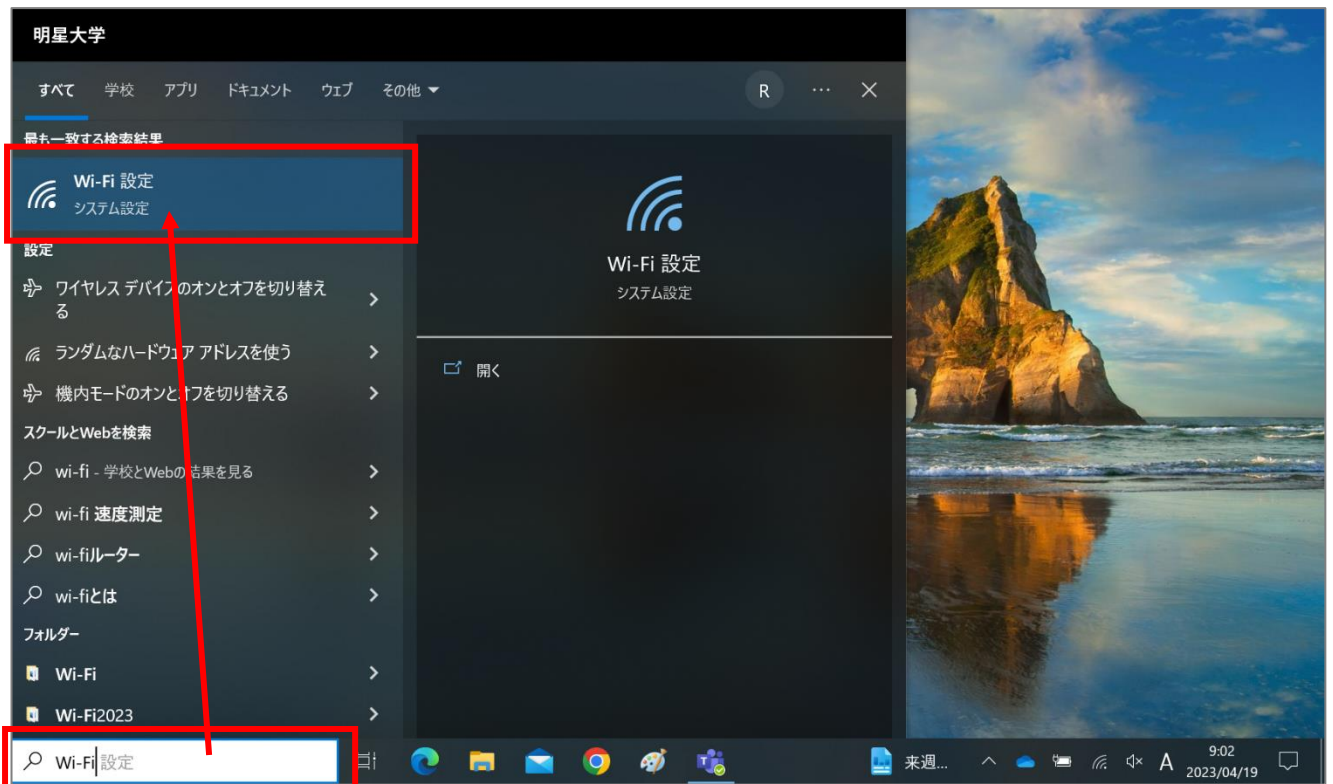 明星大学
すべて 学校 アプリ ドキュメント ウェブ その他
R ...
最も一致する検索結果
Wi-Fi 設定
システム設定
設定
ワイヤレス デバイスのオンとオフを切り替え
る
ランダムなハードウェア アドレスを使う
機内モードのオンとオフを切り替える
スクールとWebを検索
wi-fi - 学校とWebの結果を見る
wi-fi 速度測定
wi-fiルーター
wi-fiとは
フォルダー
Wi-Fi
Wi-Fi2023
Wi-Fi 設定
システム設定
開く
Wi-Fi 設定
来週...
A
9:02
2023/04/19